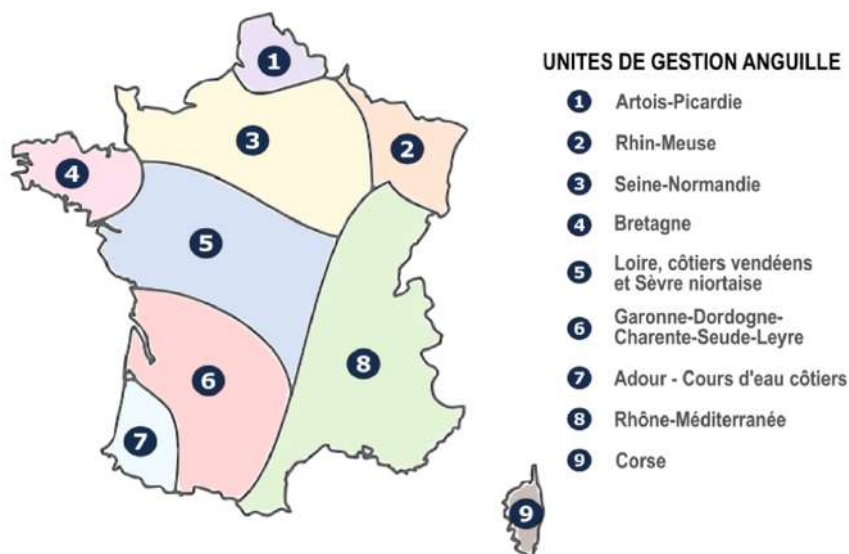 1
3
2
4
5
6
8
7
9
UNITES DE GESTION ANGUILLE
1 Artois-Picardie
2 Rhin-Meuse
3 Seine-Normandie
4 Bretagne
5 Loire, côtiers vendéens
et Sèvre niortaise
6 Garonne-Dordogne-
Charente-Seude-Leyre
7 Adour - Cours d'eau côtiers
8 Rhône-Méditerranée
9 Corse